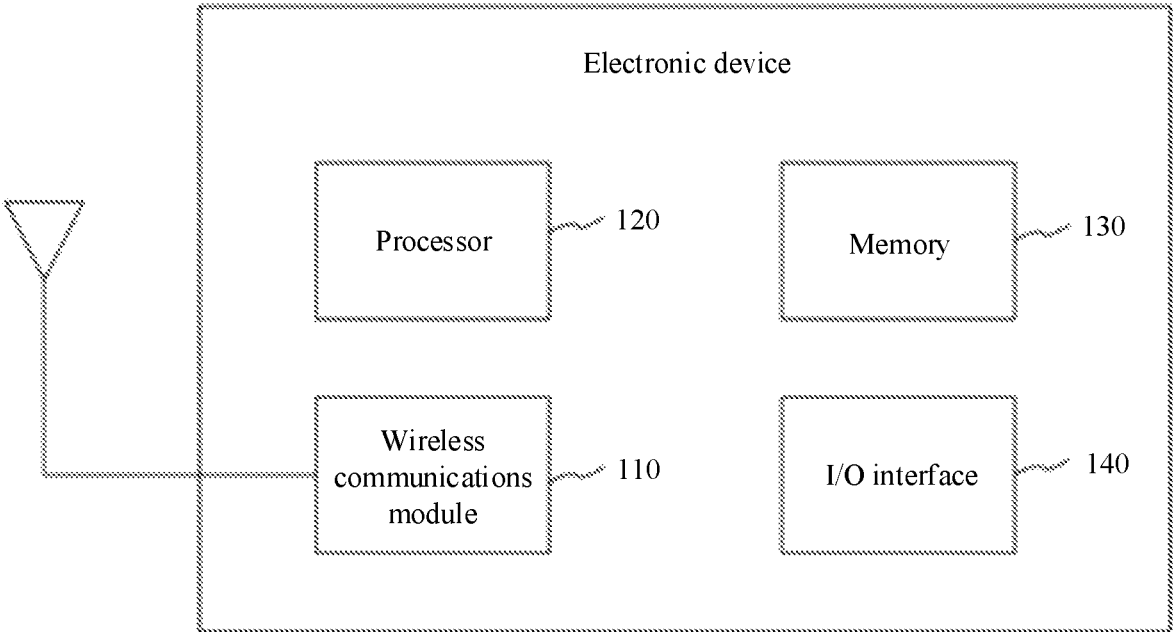 Electronic device
Processor
120
Memory
130
Wireless
communications
module
110
I/O interface
140